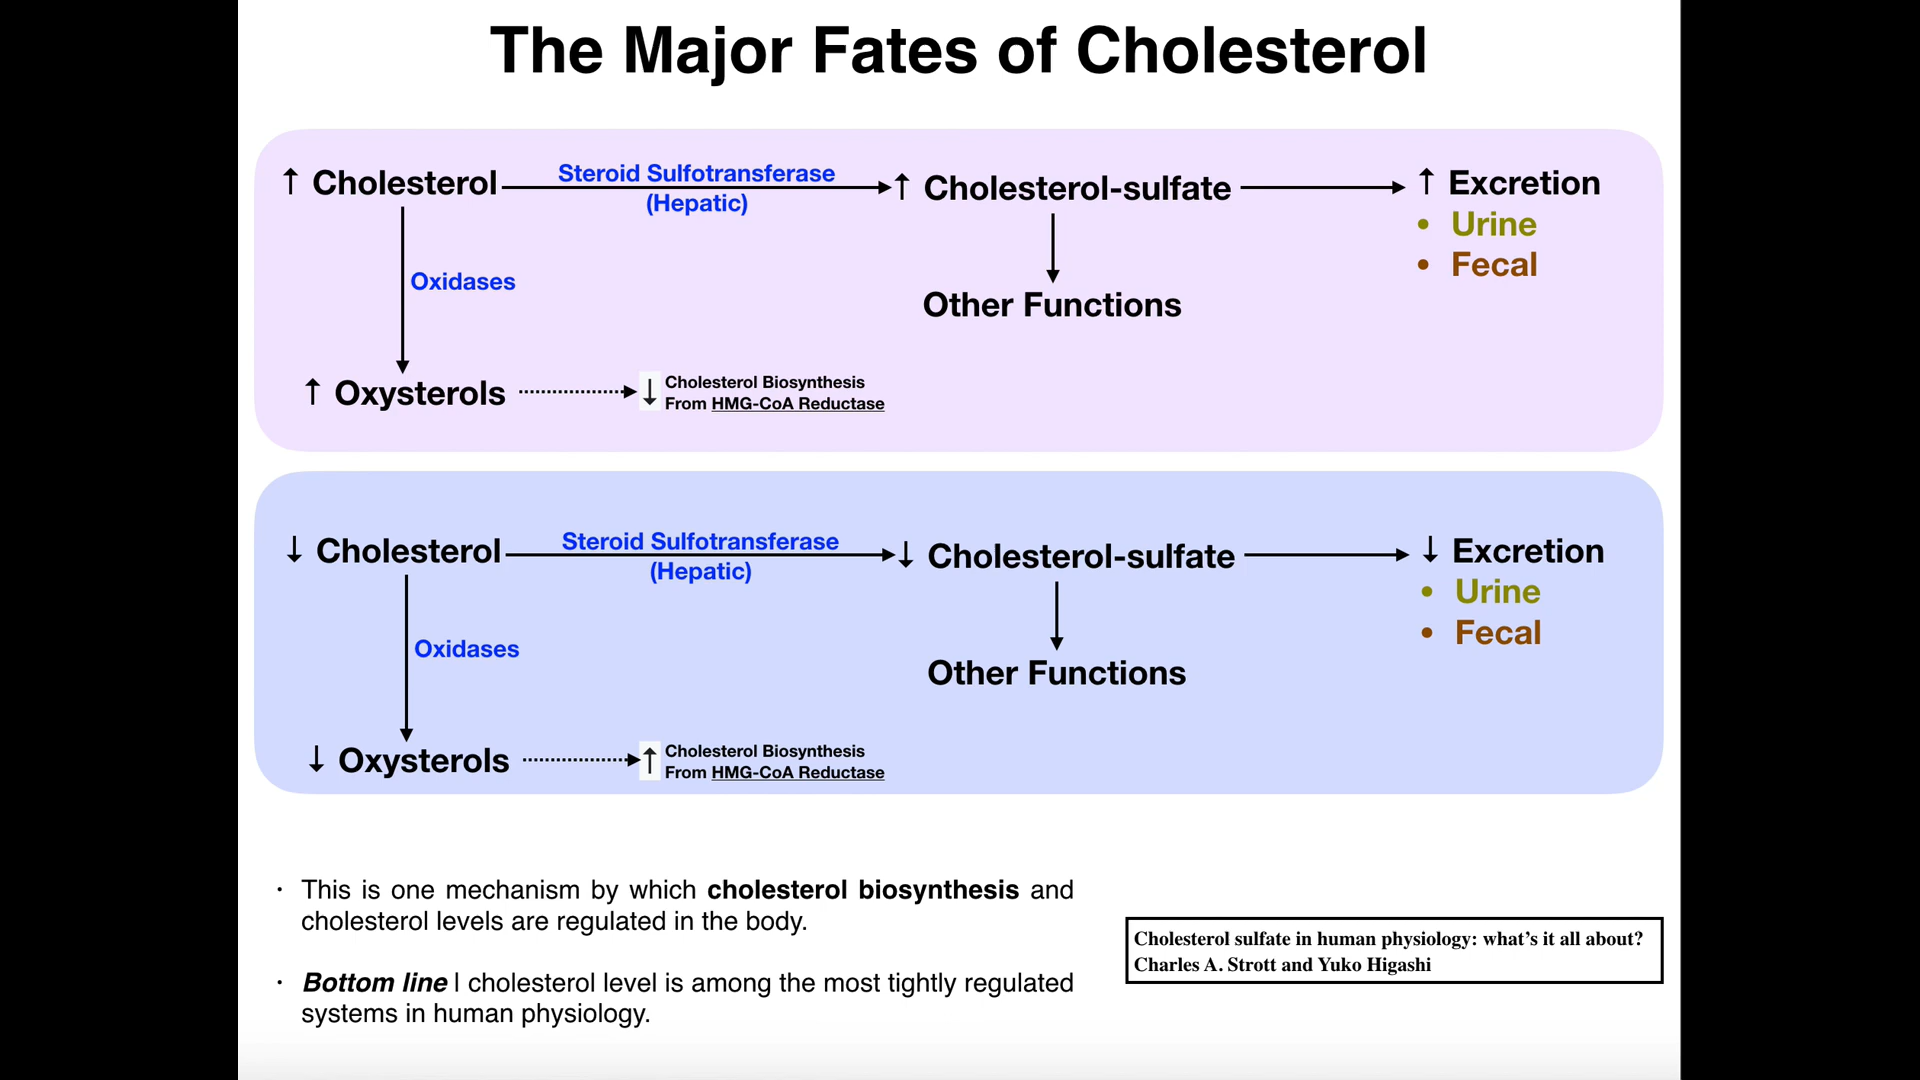 The Major Fates of Cholesterol
↑ Cholesterol
Steroid Sulfotransferase
(Hepatic)
↑ Cholesterol-sulfate
↑ Excretion
• Urine
• Fecal
Oxidases
Other Functions
↑ Oxysterols
↓ Cholesterol Biosynthesis
From HMG-CoA Reductase
↓ Cholesterol
Steroid Sulfotransferase
(Hepatic)
↓ Cholesterol-sulfate
↓ Excretion
• Urine
• Fecal
Oxidases
Other Functions
↓ Oxysterols
↑ Cholesterol Biosynthesis
From HMG-CoA Reductase
• This is one mechanism by which cholesterol biosynthesis and
cholesterol levels are regulated in the body.
• Bottom line | cholesterol level is among the most tightly regulated
systems in human physiology.
Cholesterol sulfate in human physiology: what’s it all about?
Charles A. Strott and Yuko Higashi